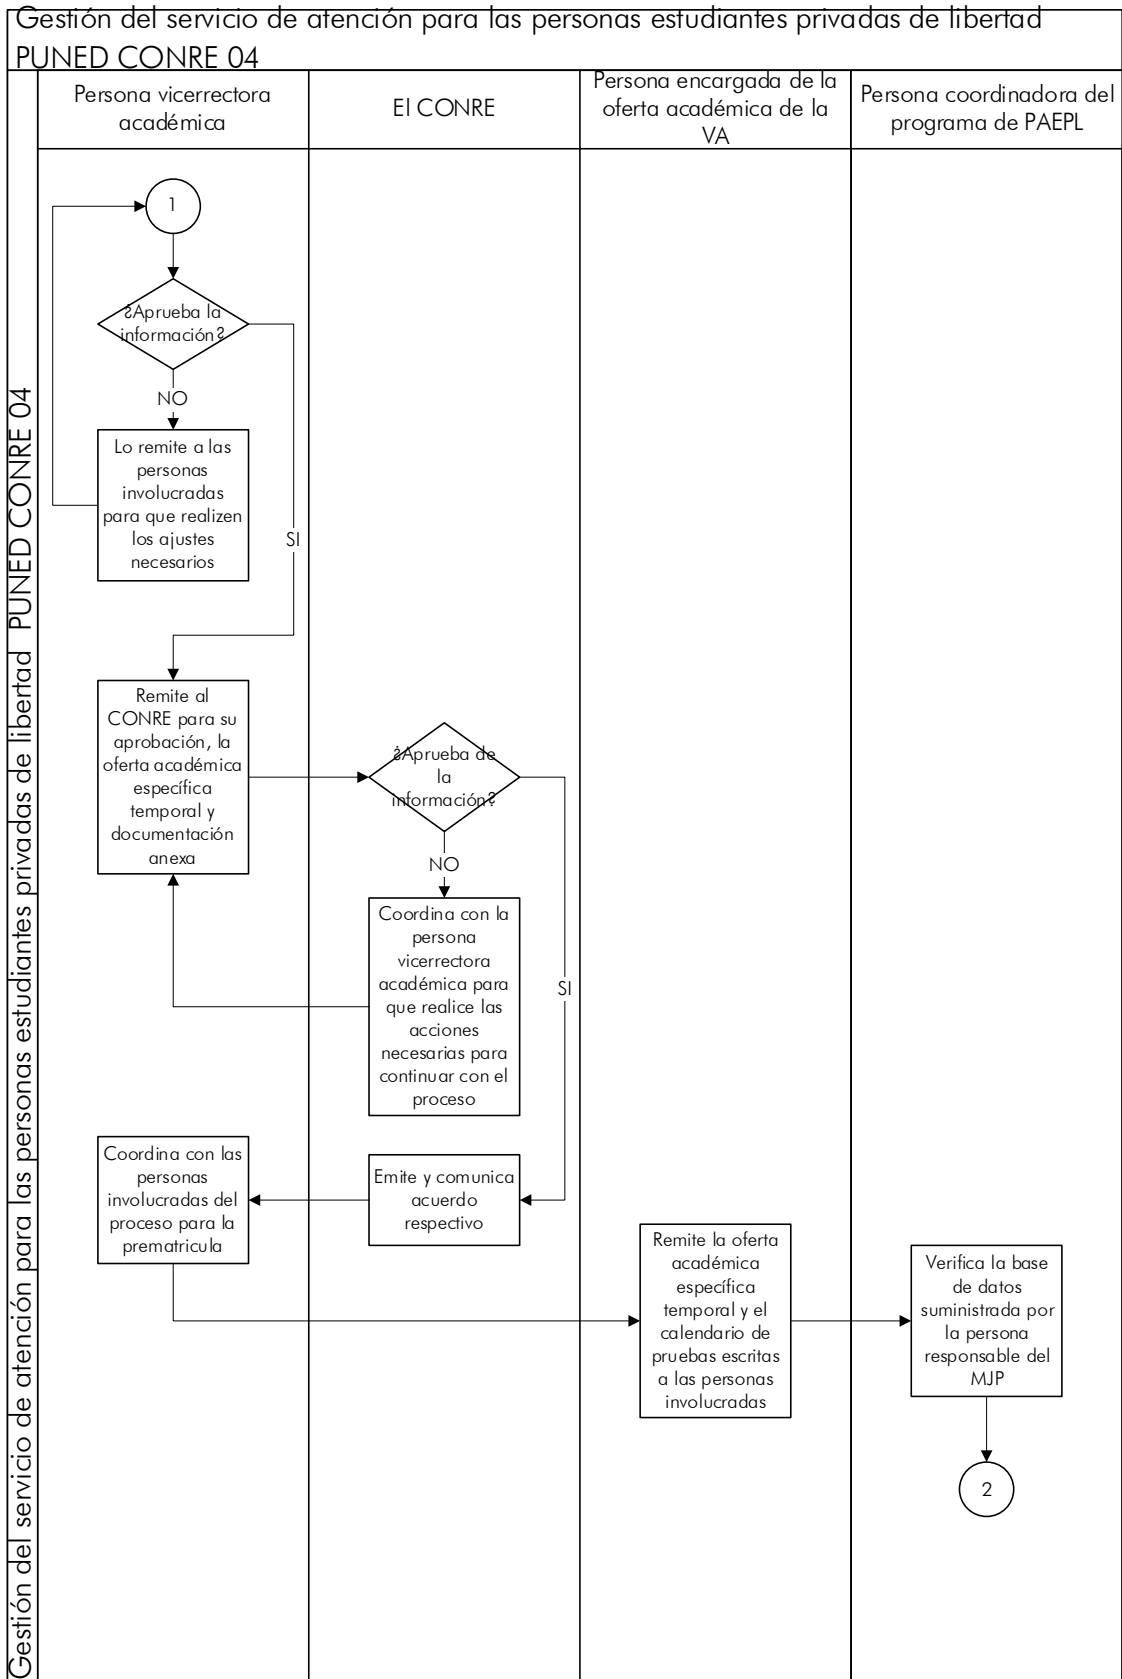 Gestión del servicio de atención para las personas estudiantes privadas de libertad
PUNED CONRE 04
Gestión del servicio de atención para las personas estudiantes privadas de libertad PUNED CONRE 04
Persona vicerrectora
académica
El CONRE
Persona encargada de la
oferta académica de la
VA
Persona coordinadora del
programa de PAEPL
1
¿Aprueba la
información?
NO
SI
Lo remite a las
personas
involucradas
para que realizen
los ajustes
necesarios
Remite al
CONRE para su
aprobación, la
oferta académica
específica
temporal y
documentación
anexa
¿Aprueba de
la
información?
NO
SI
Coordina con la
persona
vicerrectora
académica para
que realice las
acciones
necesarias para
continuar con el
proceso
Emite y comunica
acuerdo
respectivo
Coordina con las
personas
involucradas del
proceso para la
prematricula
Remite la oferta
académica
específica
temporal y el
calendario de
pruebas escritas
a las personas
involucradas
Verifica la base
de datos
suministrada por
la persona
responsable del
MJP
2